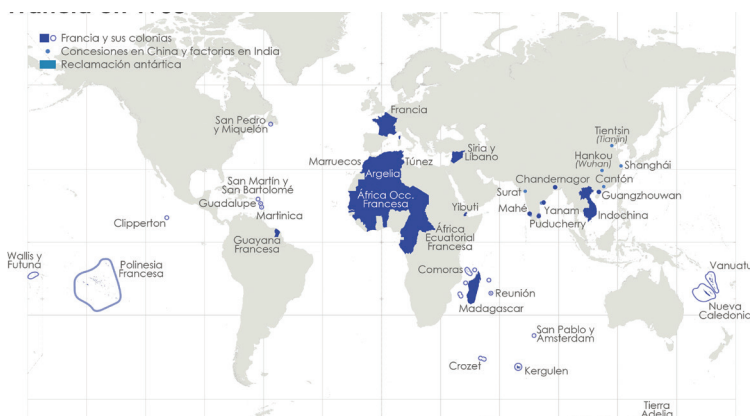 Francia y sus colonias
Concesiones en China y factorías en India
Reclamación antártica
San Pedro
y Miquelón
Francia
Siria y
Líbano
Marruecos
Túnez
Argelia
África Occ.
Francesa
Tientsin
(Tianjin)
Hankou
(Wuhan)
Shanghái
Chandernagor
Cantón
Surat
Guangzhouwan
Mahé
Yanam
Indochina
Puducherry
San Martín y
San Bartolomé
Guadalupe
Martinica
Clipperton
Guayana
Francesa
Yibuti
África
Ecuatorial
Francesa
Wallis y
Futuna
Polinesia
Francesa
Comoras
Reunión
Madagascar
Vanuatu
Nueva
Caledonia
San Pablo y
Amsterdam
Crozet
Kergulen
Tierra
Adelia